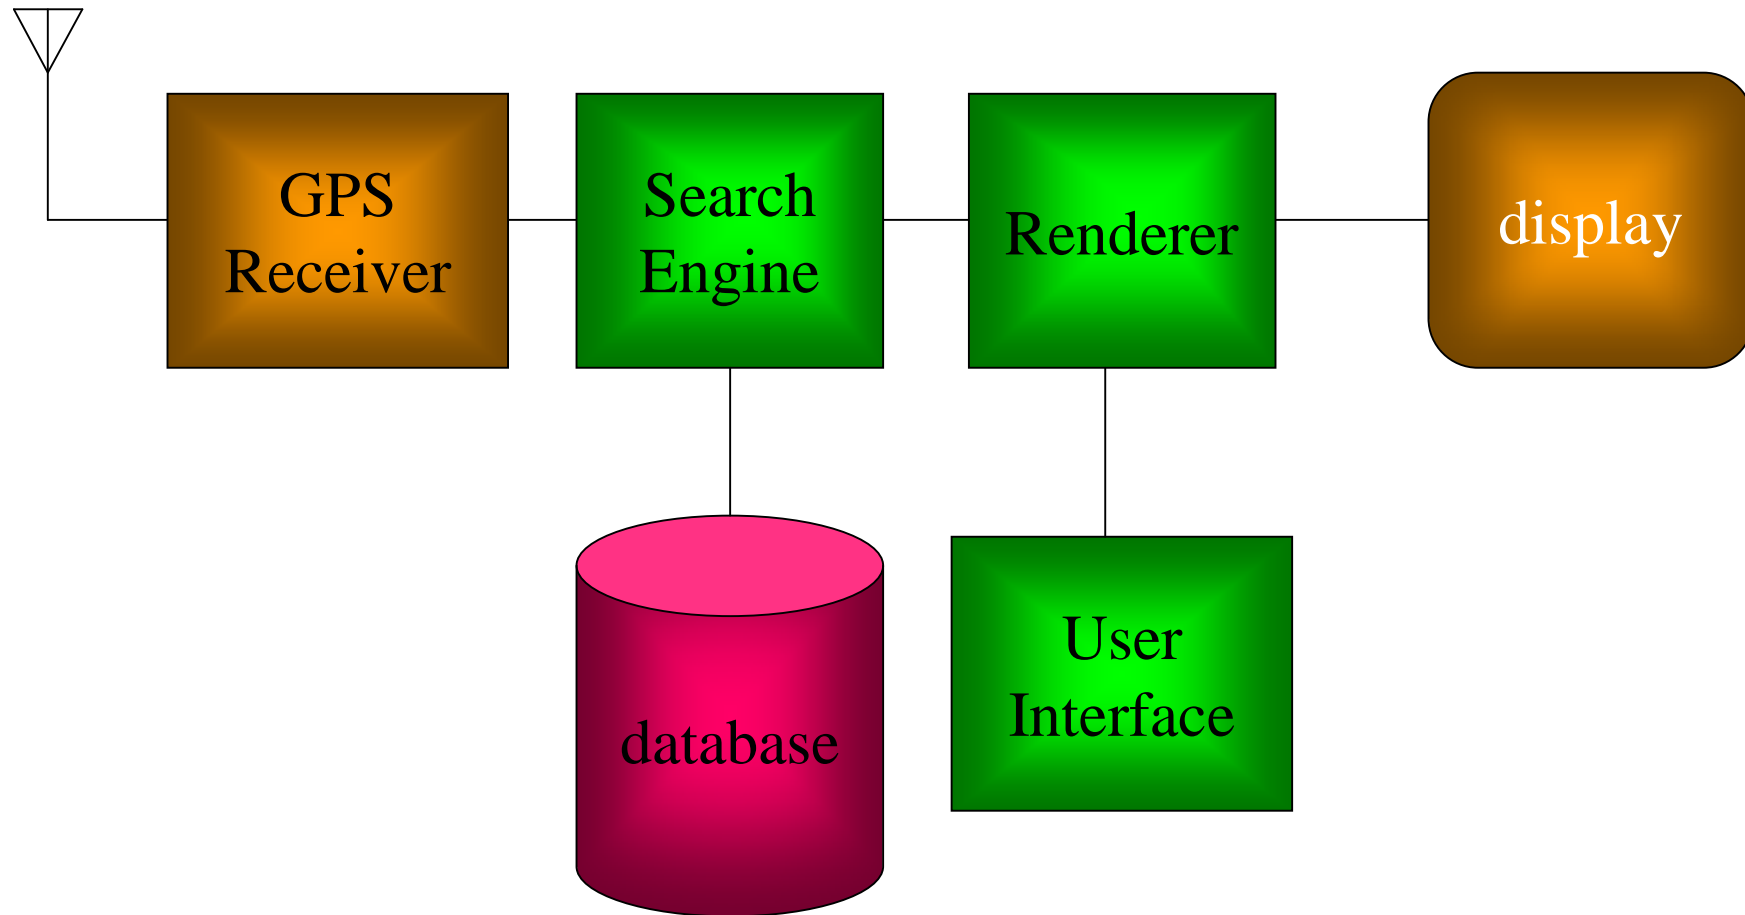 GPS
Receiver
Search
Engine
Renderer
display
database
User
Interface